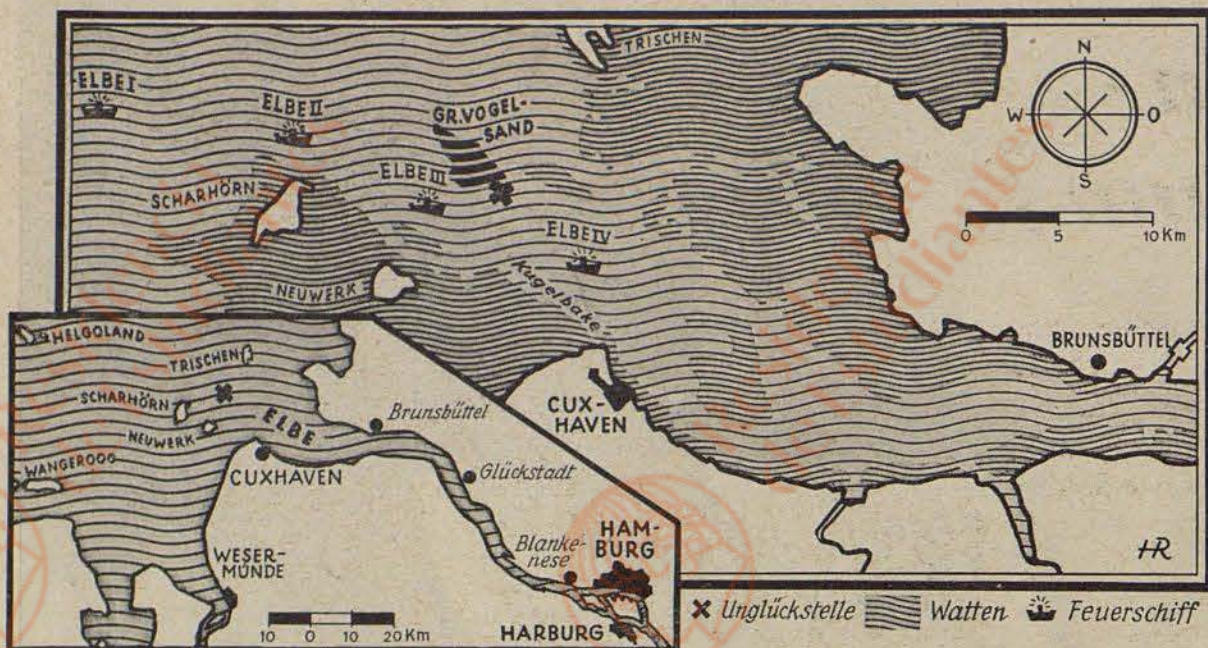 TRISCHEN
ELBE I
ELBE II
GR. VOGEL-
SAND
N
W
O
S
SCHARHÖRN
ELBE III
ELBE IV
0 5 10 Km
Kugelbake
NEUWERK
BRUNSBÜTTEL
CUX-
HAVEN
HR
HELGOLAND
TRISCHEN
SCHARHÖRN
ELBE
NEUWERK
Brunsbüttel
WANGEROOG
CUXHAVEN
Glückstadt
WESER-
MÜNDE
Blanke-
nese
HAM-
BURG
10 0 10 20 Km
HARBURG
Unglückstelle Watten Feuerschiff